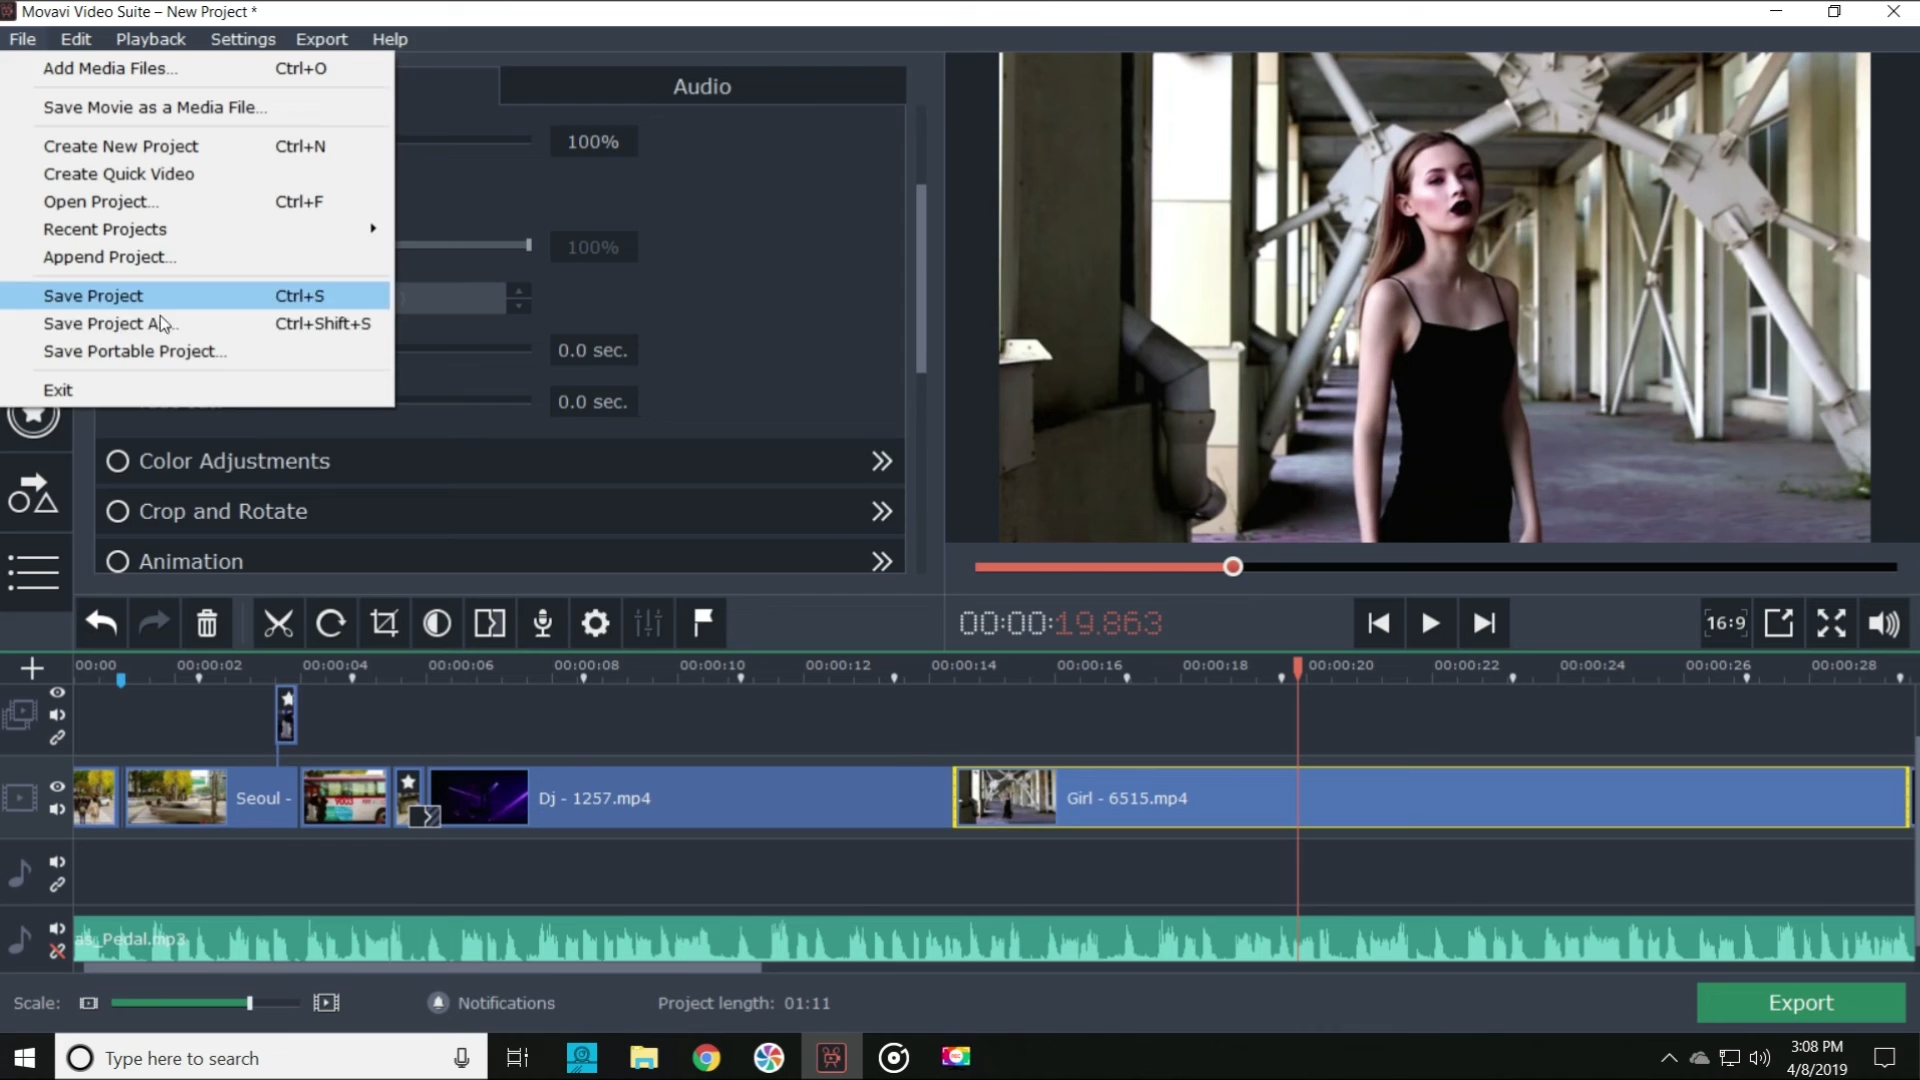 Movavi Video Suite – New Project *
File Edit Playback Settings Export Help
Add Media Files... Ctrl+O
Save Movie as a Media File...
Create New Project Ctrl+N
Create Quick Video
Open Project... Ctrl+F
Recent Projects
Append Project...
Save Project Ctrl+S
Save Project A... Ctrl+Shift+S
Save Portable Project...
Exit
Audio
100%
100%
0.0 sec.
0.0 sec.
Color Adjustments
Crop and Rotate
Animation
00:00:19.863
16:9
00:00 00:00:02 00:00:04 00:00:06 00:00:08 00:00:10 00:00:12 00:00:14 00:00:16 00:00:18 00:00:20 00:00:22 00:00:24 00:00:26 00:00:28
Seoul -
Dj - 1257.mp4
Girl - 6515.mp4
as_Pedal.mp3
Scale:
Notifications
Project length: 01:11
Export
Type here to search
3:08 PM
4/8/2019